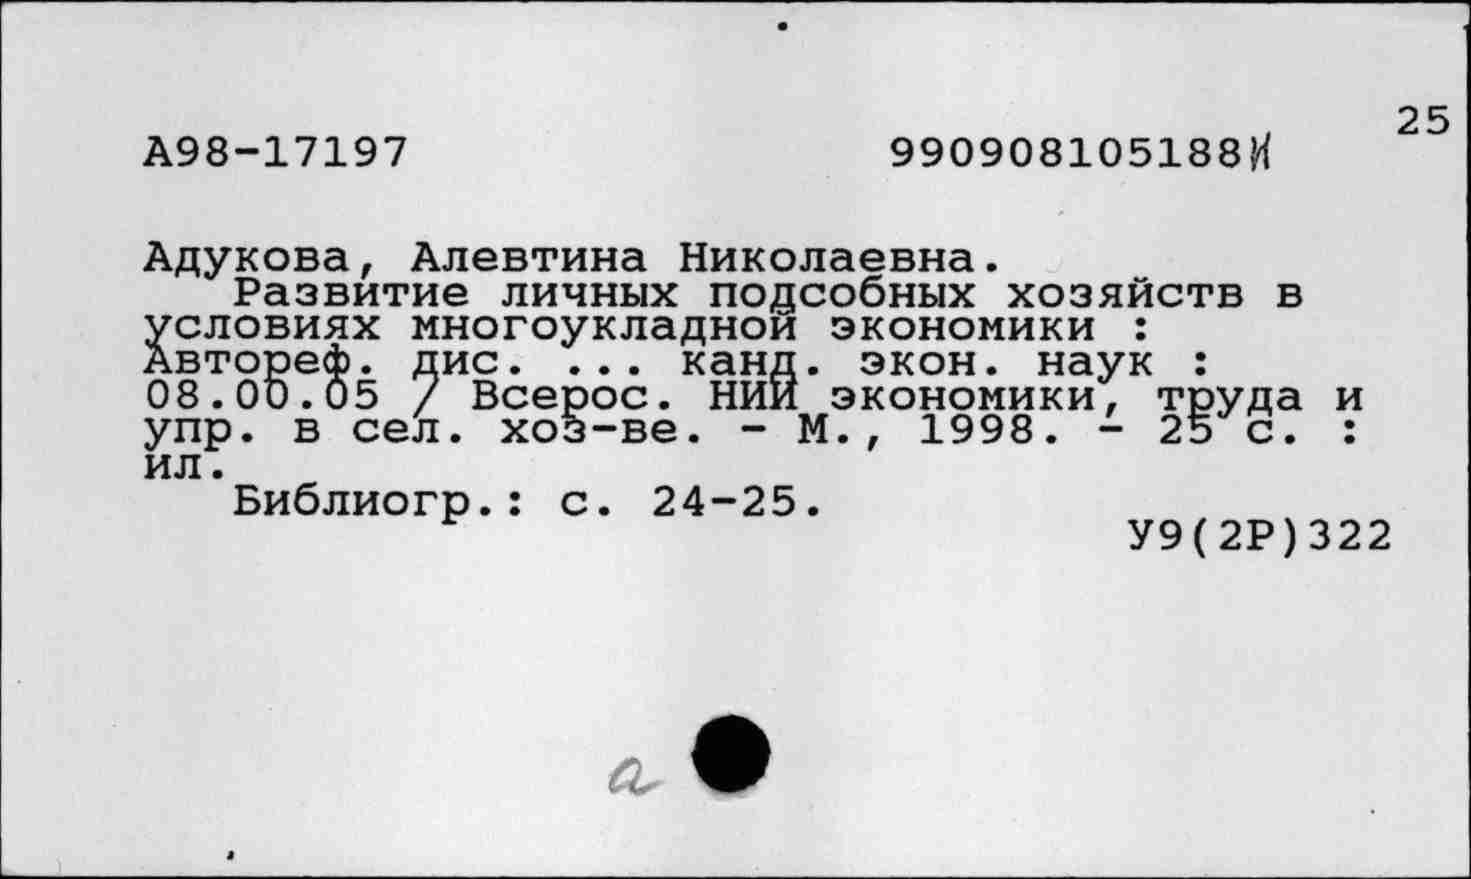 25
А98-17197 990908105188И
Адукова, Алевтина Николаевна.
Развитие личных подсобных хозяйств в
условиях многоукладной экономики :
Автореф. дис. ... канд. экон. наук :
08.00.05 / Всерос. НИИ экономики, труда и
упр. в сел. хоз-ве. - М., 1998. - 25 с. :
ил.
Библиогр.: с. 24-25.
У9(2Р)322
а